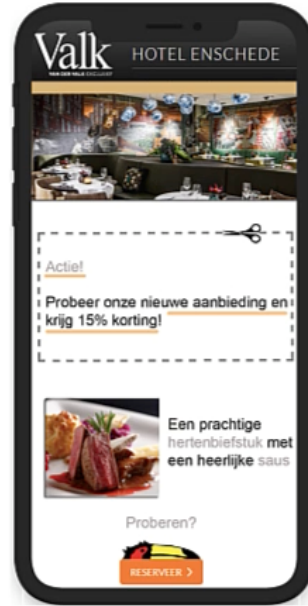 Valk
VAN DER VALK EXCLUSIEF
HOTEL ENSCHEDE
Actie!
Probeer onze nieuwe aanbieding en
krijg 15% korting!
Een prachtige
hertenbiefstuk met
een heerlijke saus
Proberen?
RESERVEER >